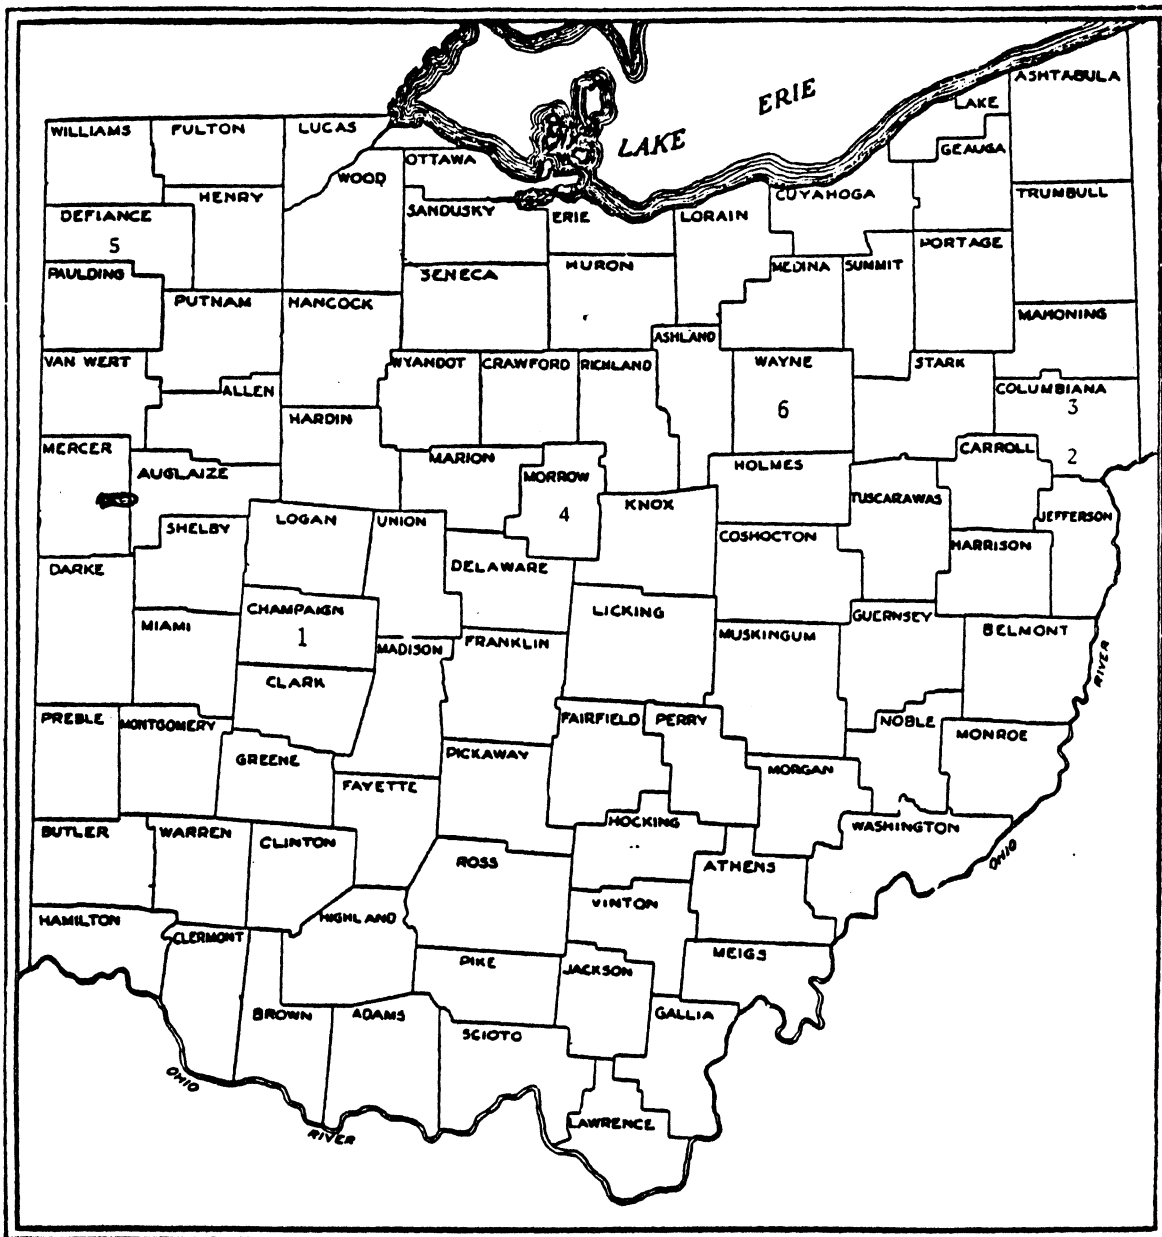 ASHTABULA
ERIE
LAKE
LAKE
WILLIAMS
FULTON
LUCAS
GEAUGA
OTTAWA
WOOD
HENRY
CUYAHOGA
TRUMBULL
DEFIANCE
5
SANDUSKY
ERIE
LORAIN
PORTAGE
PAULDING
SENECA
HURON
MEDINA
SUMMIT
PUTNAM
HANCOCK
MAHONING
ASHLAND
VAN WERT
WYANDOT
CRAWFORD
RICHLAND
WAYNE
6
STARK
ALLEN
COLUMBIANA
3
2
HARDIN
MERCER
AUGLAIZE
MARION
MORROW
4
HOLMES
CARROLL
TUSCARAWAS
KNOX
JEFFERSON
LOGAN
UNION
SHELBY
COSHOCTON
HARRISON
DARKE
DELAWARE
CHAMPAIGN
1
LICKING
GUERNSEY
BELMONT
MIAMI
MADISON
FRANKLIN
MUSKINGUM
RIVER
CLARK
PREBLE
MONTGOMERY
FAIRFIELD
PERRY
NOBLE
MONROE
GREENE
PICKAWAY
MORGAN
FAYETTE
BUTLER
WARREN
CLINTON
HOCKING
WASHINGTON
OHIO
ROSS
ATHENS
VINTON
HAMILTON
CLERMONT
HIGHLAND
MEIGS
PIKE
JACKSON
BROWN
ADAMS
GALLIA
SCIOTO
OHIO
RIVER
LAWRENCE